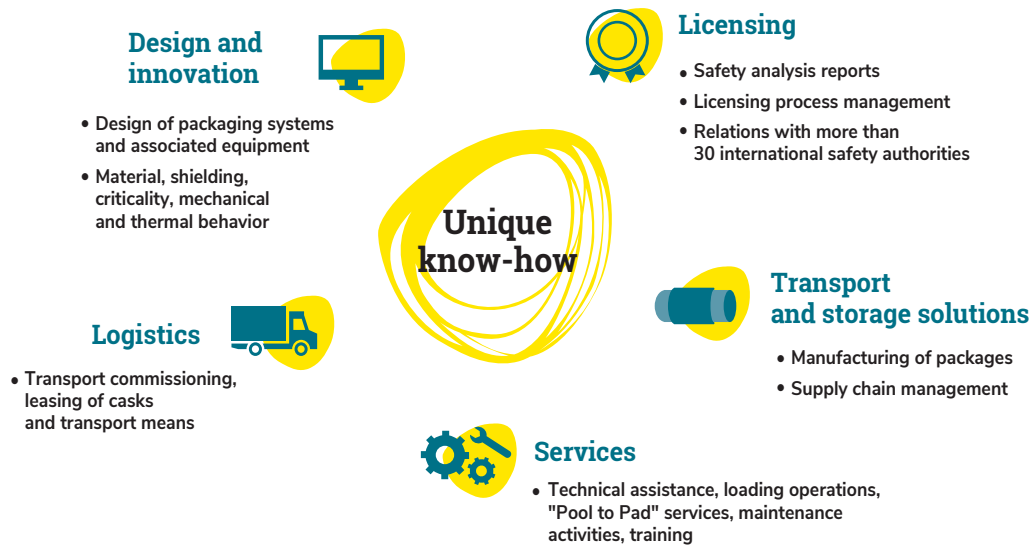 Design and
innovation
• Design of packaging systems
and associated equipment
• Material, shielding,
criticality, mechanical
and thermal behavior
Licensing
• Safety analysis reports
• Licensing process management
• Relations with more than
30 international safety authorities
Unique
know-how
Transport
and storage solutions
• Manufacturing of packages
• Supply chain management
Logistics
• Transport commissioning,
leasing of casks
and transport means
Services
• Technical assistance, loading operations,
"Pool to Pad" services, maintenance
activities, training